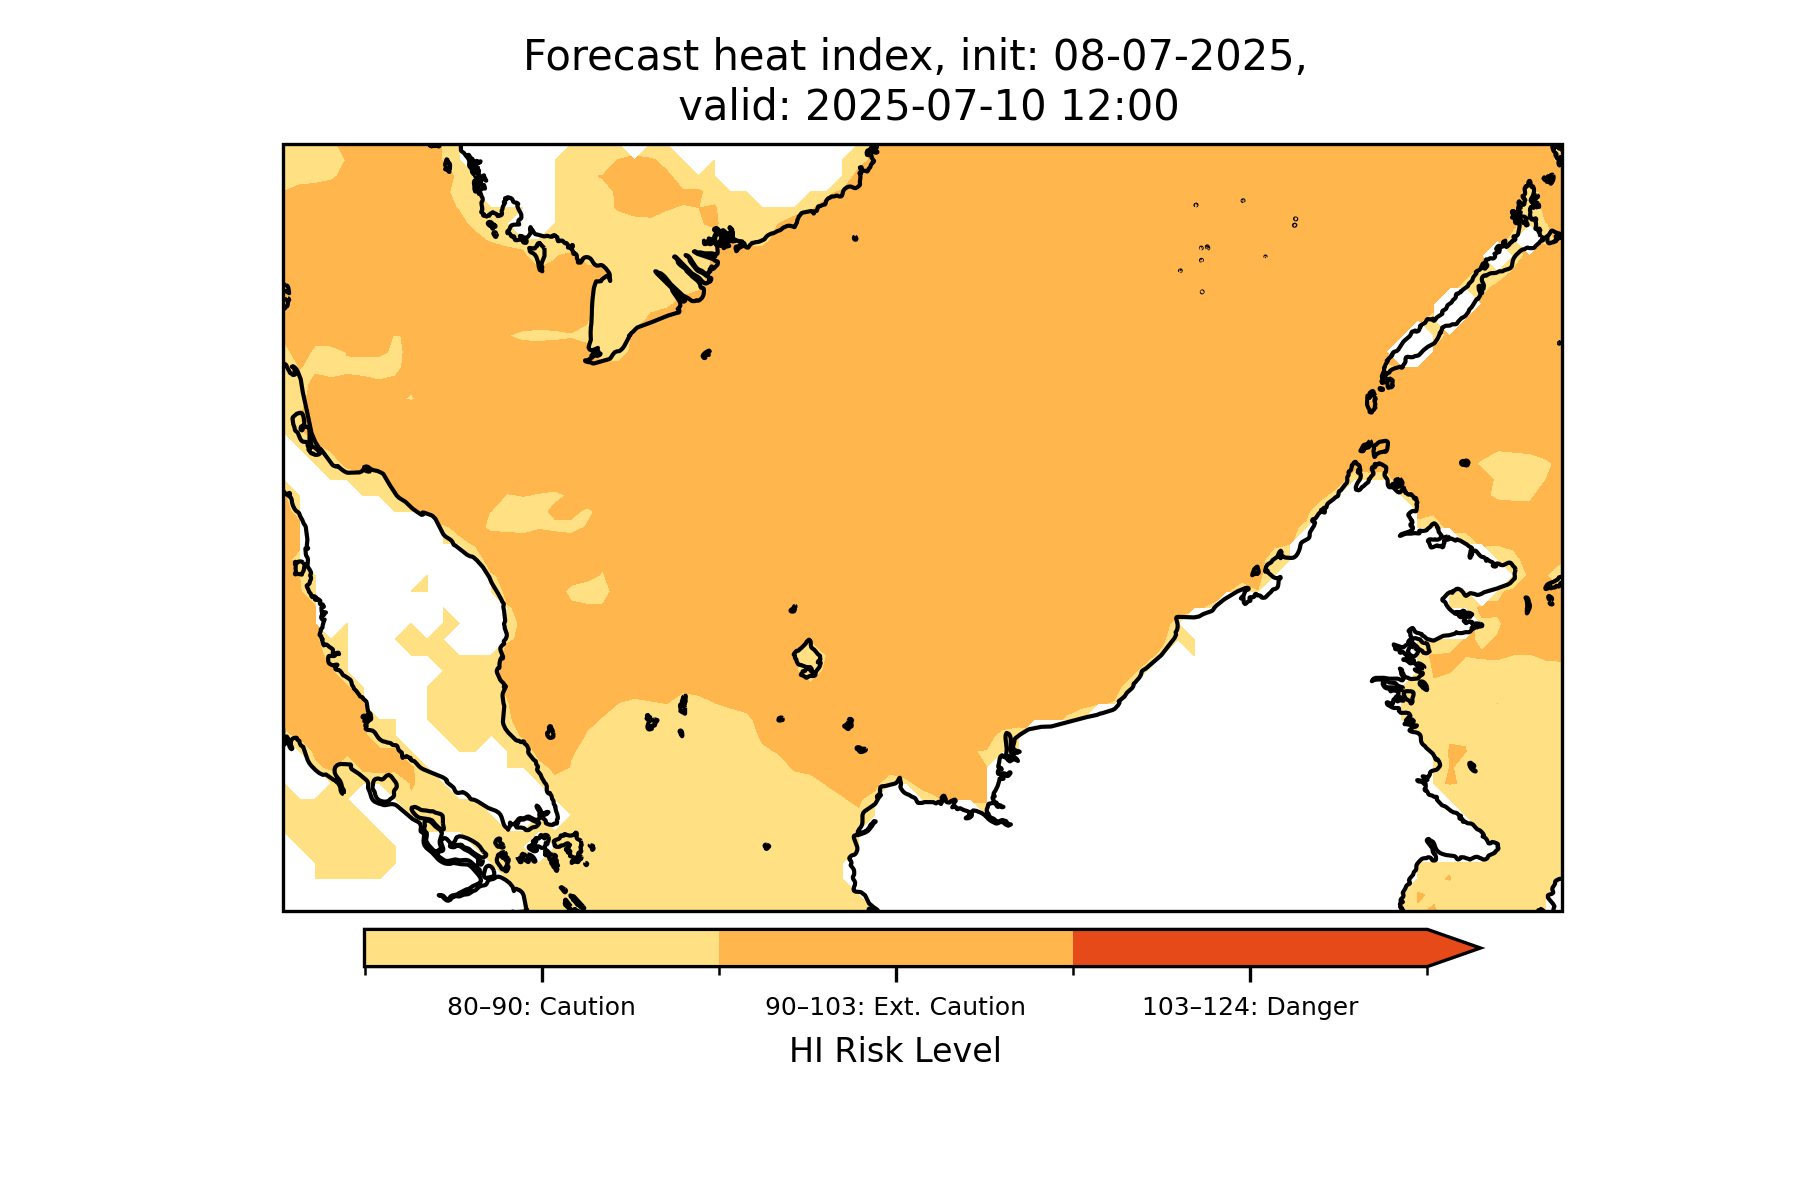 Forecast heat index, init: 08-07-2025,
valid: 2025-07-10 12:00
80–90: Caution
90–103: Ext. Caution
103–124: Danger
HI Risk Level